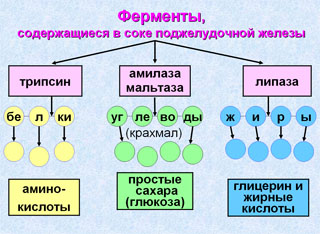 Ферменты,
содержащиеся в соке поджелудочной железы
трипсин
амилаза
мальтаза
липаза
бе л ки
уг ле во ды
(крахмал)
ж и р ы
амино-
кислоты
простые
сахара
(глюкоза)
глицерин и
жирные
кислоты